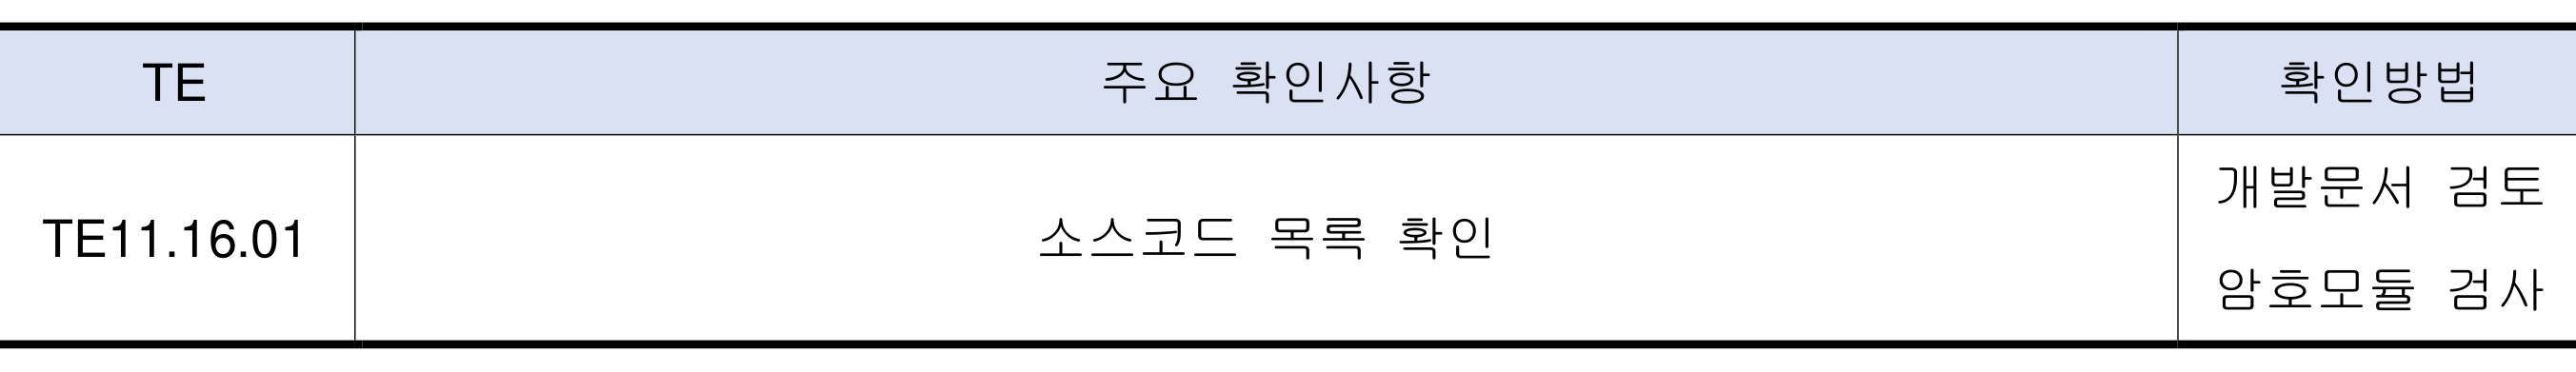 TE 주요 확인사항 확인방법
TE11.16.01 소스코드 목록 확인 개발문서 검토
암호모듈 검사